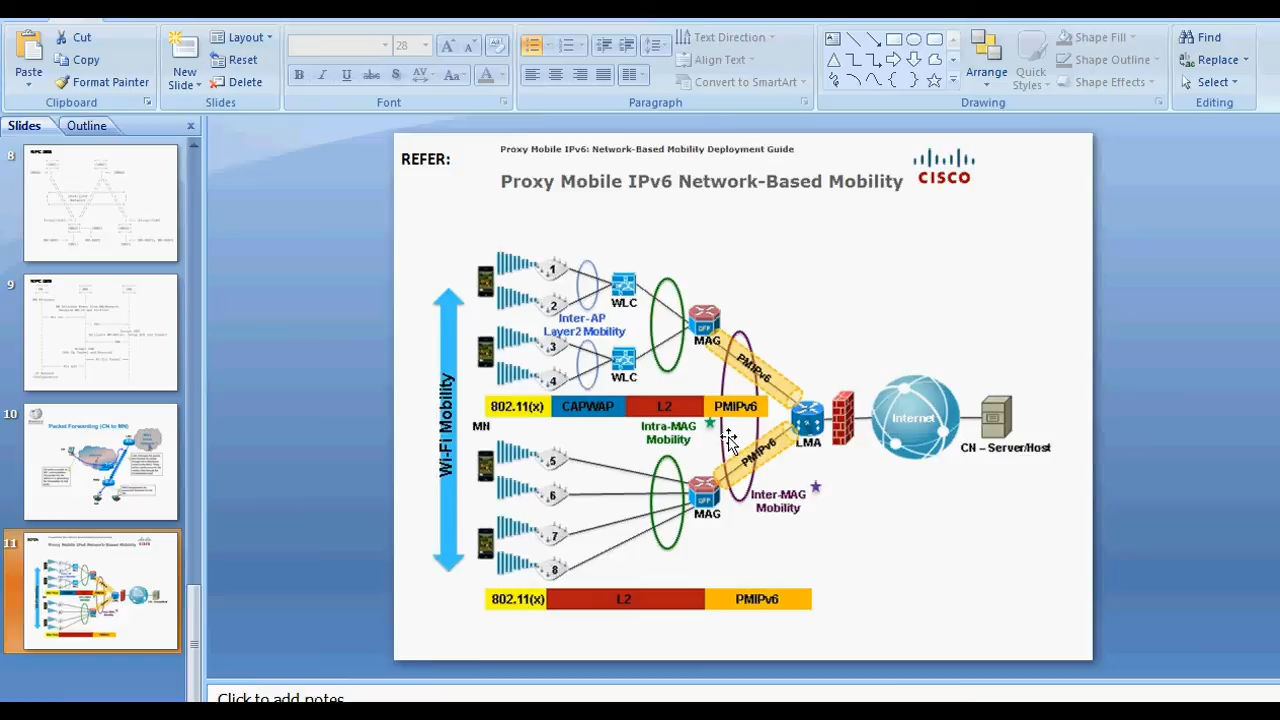 Cut
Copy
Format Painter
Paste
Clipboard
New
Slide
Layout
Reset
Delete
Slides
28
B I U abc S AV Aa A
Font
Text Direction
Align Text
Convert to SmartArt
Paragraph
Arrange
Quick
Styles
Shape Fill
Shape Outline
Shape Effects
Drawing
Find
Replace
Select
Editing
Slides
Outline
8
9
10
Packet Forwarding (CN to MN)
11
REFER:
Proxy Mobile IPv6: Network-Based Mobility Deployment Guide
Proxy Mobile IPv6 Network-Based Mobility
CISCO
Wi-Fi Mobility
1
2
3
4
WLC
Inter-AP
Layer2 Mobility
WLC
MAG
PMIPv6
802.11(x) CAPWAP L2 PMIPv6
MN
Intra-MAG
Mobility
LMA
Internet
CN – Server/Host
PMIPv6
5
6
7
8
MAG
Inter-MAG
Mobility
802.11(x) L2 PMIPv6
Click to add notes